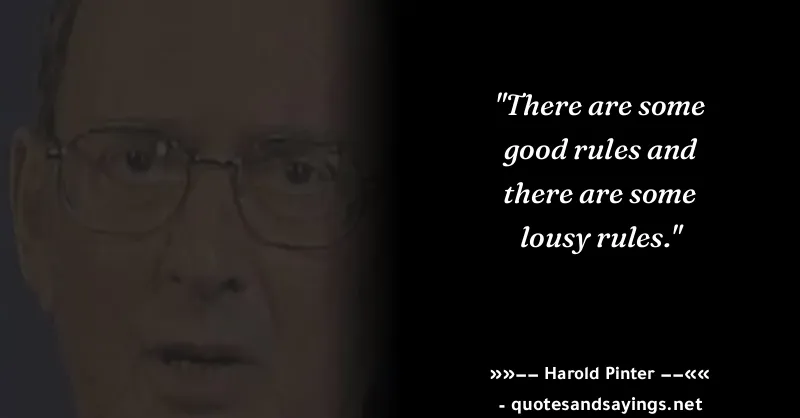 "There are some
good rules and
there are some
lousy rules."
»»–– Harold Pinter ––««
- quotesandsayings.net